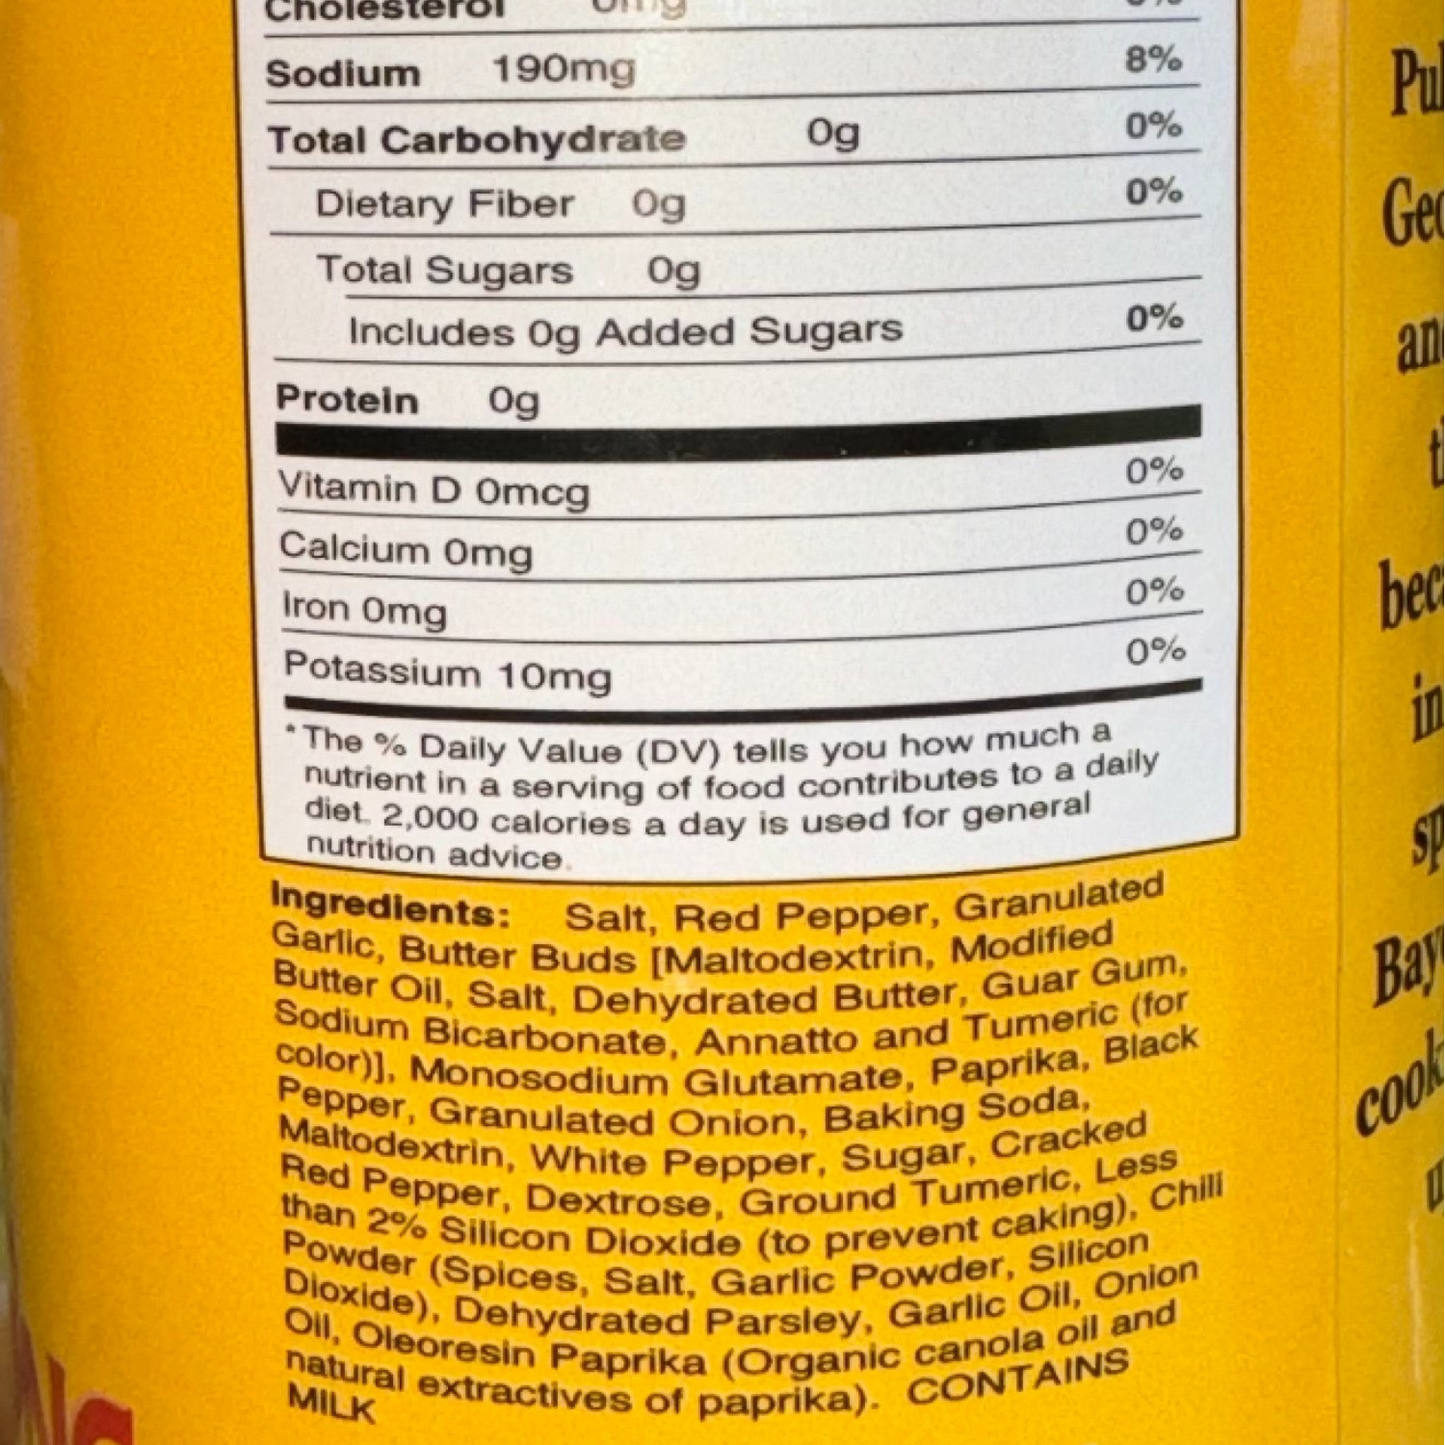 Cholesterol 0mg 0%
Sodium 190mg 8%
Total Carbohydrate 0g 0%
Dietary Fiber 0g 0%
Total Sugars 0g
Includes 0g Added Sugars 0%
Protein 0g
Vitamin D 0mcg 0%
Calcium 0mg 0%
Iron 0mg 0%
Potassium 10mg 0%
*The % Daily Value (DV) tells you how much a
nutrient in a serving of food contributes to a daily
diet. 2,000 calories a day is used for general
nutrition advice.
Ingredients: Salt, Red Pepper, Granulated
Garlic, Butter Buds [Maltodextrin, Modified
Butter Oil, Salt, Dehydrated Butter, Guar Gum,
Sodium Bicarbonate, Annatto and Tumeric (for
color)], Monosodium Glutamate, Paprika, Black
Pepper, Granulated Onion, Baking Soda,
Maltodextrin, White Pepper, Sugar, Cracked
Red Pepper, Dextrose, Ground Tumeric, Less
than 2% Silicon Dioxide (to prevent caking), Chili
Powder (Spices, Salt, Garlic Powder, Silicon
Dioxide), Dehydrated Parsley, Garlic Oil, Onion
Oil, Oleoresin Paprika (Organic canola oil and
natural extractives of paprika). CONTAINS
MILK